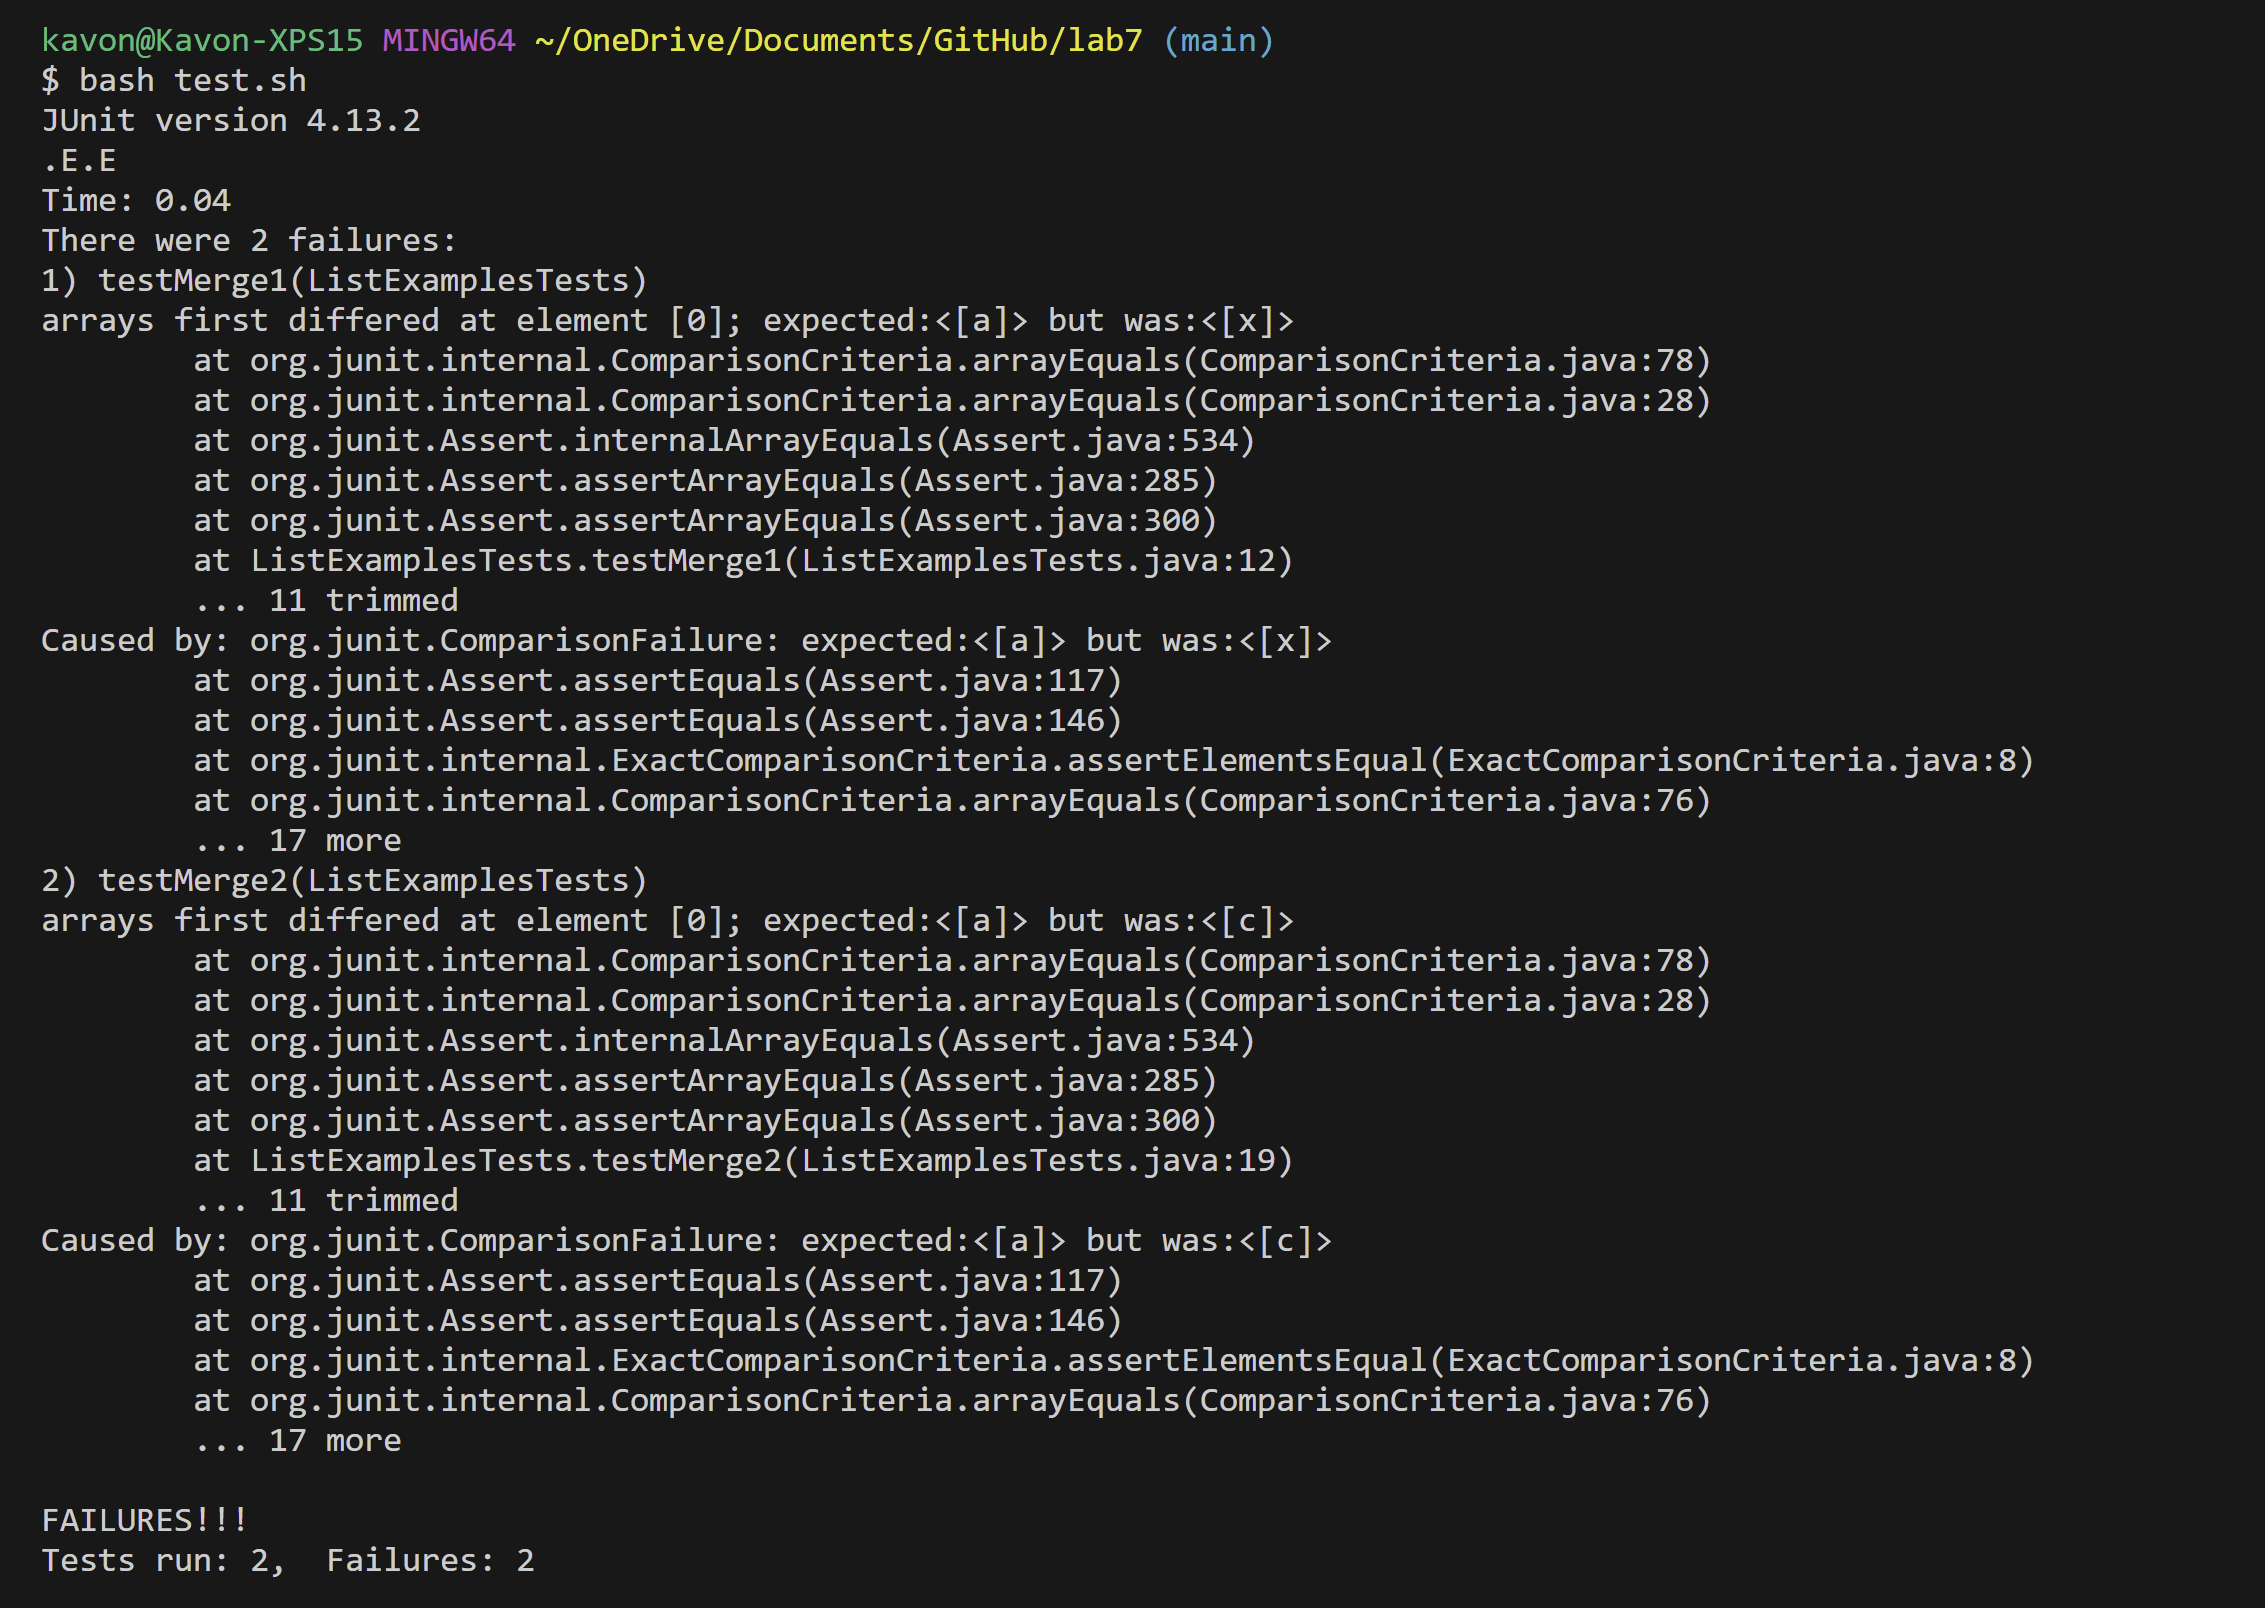 kavon@Kavon-XPS15 MINGW64 ~/OneDrive/Documents/GitHub/lab7 (main)
$ bash test.sh
JUnit version 4.13.2
.E.E
Time: 0.04
There were 2 failures:
1) testMerge1(ListExamplesTests)
arrays first differed at element [0]; expected:<[a]> but was:<[x]>
        at org.junit.internal.ComparisonCriteria.arrayEquals(ComparisonCriteria.java:78)
        at org.junit.internal.ComparisonCriteria.arrayEquals(ComparisonCriteria.java:28)
        at org.junit.Assert.internalArrayEquals(Assert.java:534)
        at org.junit.Assert.assertArrayEquals(Assert.java:285)
        at org.junit.Assert.assertArrayEquals(Assert.java:300)
        at ListExamplesTests.testMerge1(ListExamplesTests.java:12)
        ... 11 trimmed
Caused by: org.junit.ComparisonFailure: expected:<[a]> but was:<[x]>
        at org.junit.Assert.assertEquals(Assert.java:117)
        at org.junit.Assert.assertEquals(Assert.java:146)
        at org.junit.internal.ExactComparisonCriteria.assertElementsEqual(ExactComparisonCriteria.java:8)
        at org.junit.internal.ComparisonCriteria.arrayEquals(ComparisonCriteria.java:76)
        ... 17 more
2) testMerge2(ListExamplesTests)
arrays first differed at element [0]; expected:<[a]> but was:<[c]>
        at org.junit.internal.ComparisonCriteria.arrayEquals(ComparisonCriteria.java:78)
        at org.junit.internal.ComparisonCriteria.arrayEquals(ComparisonCriteria.java:28)
        at org.junit.Assert.internalArrayEquals(Assert.java:534)
        at org.junit.Assert.assertArrayEquals(Assert.java:285)
        at org.junit.Assert.assertArrayEquals(Assert.java:300)
        at ListExamplesTests.testMerge2(ListExamplesTests.java:19)
        ... 11 trimmed
Caused by: org.junit.ComparisonFailure: expected:<[a]> but was:<[c]>
        at org.junit.Assert.assertEquals(Assert.java:117)
        at org.junit.Assert.assertEquals(Assert.java:146)
        at org.junit.internal.ExactComparisonCriteria.assertElementsEqual(ExactComparisonCriteria.java:8)
        at org.junit.internal.ComparisonCriteria.arrayEquals(ComparisonCriteria.java:76)
        ... 17 more

FAILURES!!!
Tests run: 2,  Failures: 2